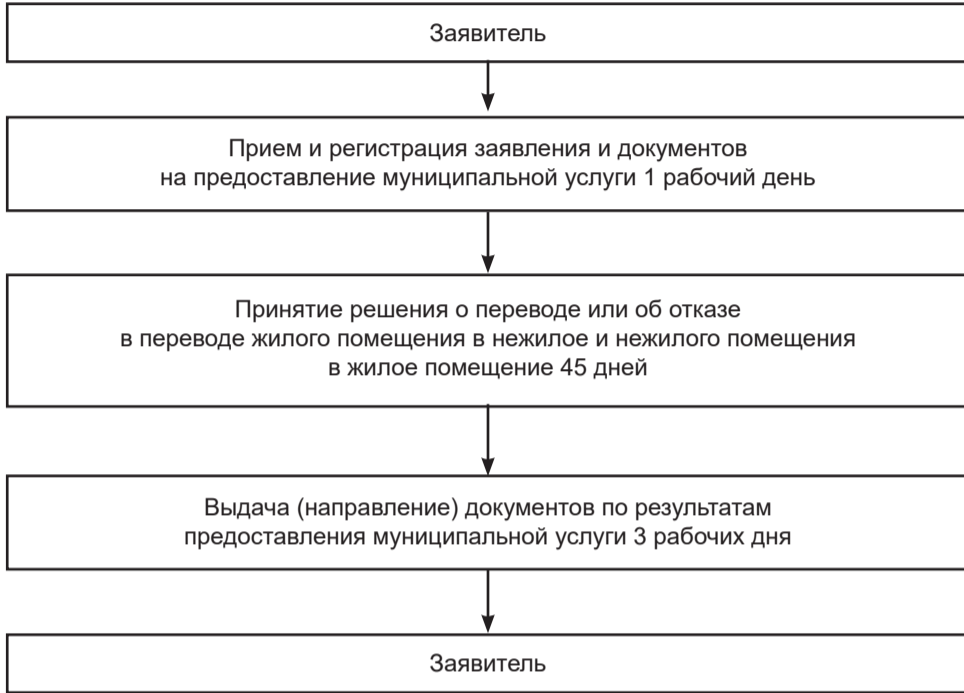 Заявитель
Прием и регистрация заявления и документов
на предоставление муниципальной услуги 1 рабочий день
Принятие решения о переводе или об отказе
в переводе жилого помещения в нежилое и нежилого помещения
в жилое помещение 45 дней
Выдача (направление) документов по результатам
предоставления муниципальной услуги 3 рабочих дня
Заявитель